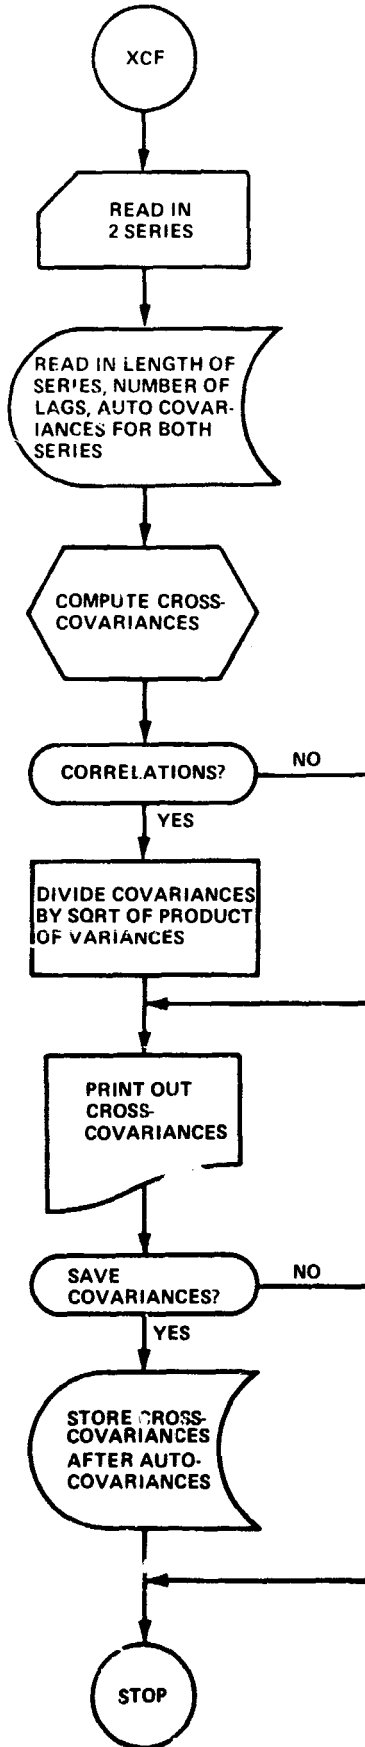 XCF
READ IN
2 SERIES
READ IN LENGTH OF
SERIES, NUMBER OF
LAGS, AUTO COVAR-
IANCES FOR BOTH
SERIES
COMPUTE CROSS-
COVARIANCES
CORRELATIONS?
NO
YES
DIVIDE COVARIANCES
BY SQRT OF PRODUCT
OF VARIANCES
PRINT OUT
CROSS-
COVARIANCES
SAVE
COVARIANCES?
NO
YES
STORE CROSS-
COVARIANCES
AFTER AUTO-
COVARIANCES
STOP